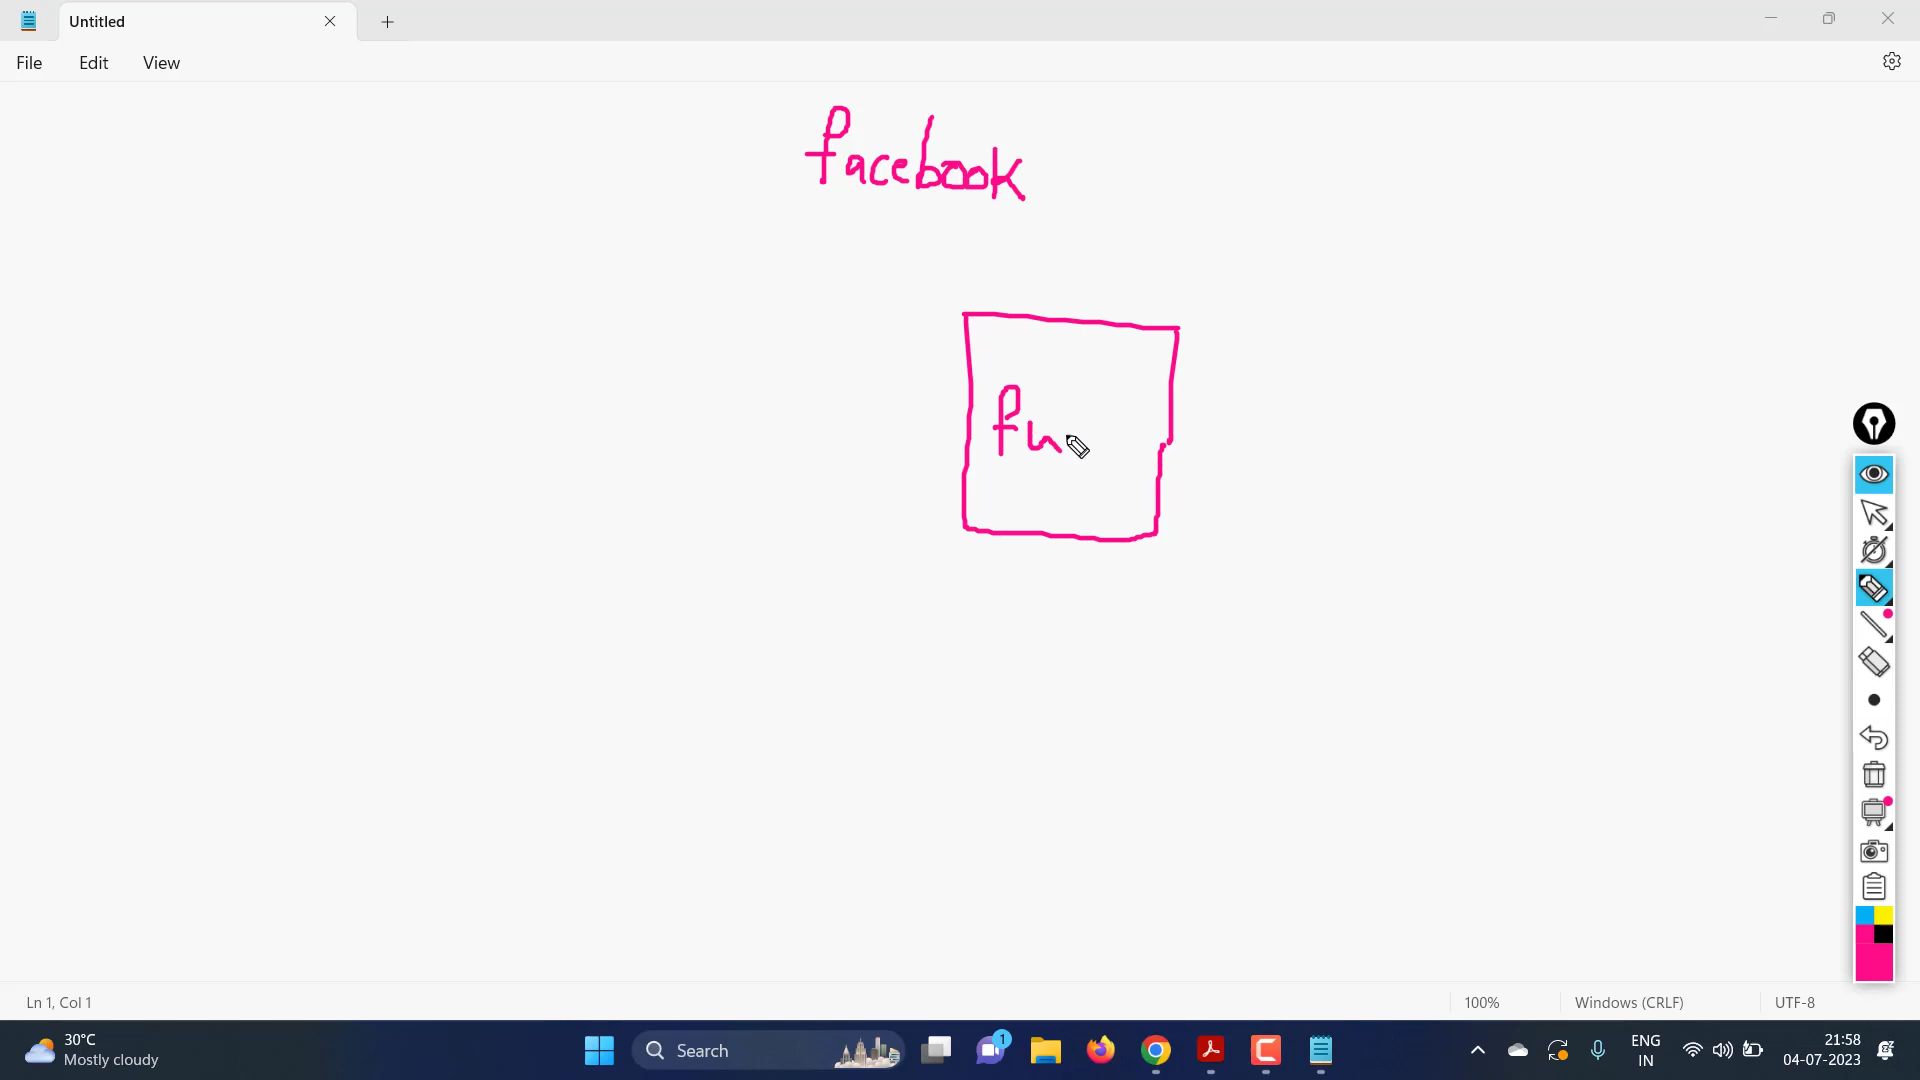 Untitled
File Edit View
facebook
Ln 1, Col 1 100% Windows (CRLF) UTF-8
30°C
Mostly cloudy
Search
1
ENG
IN
21:58
04-07-2023